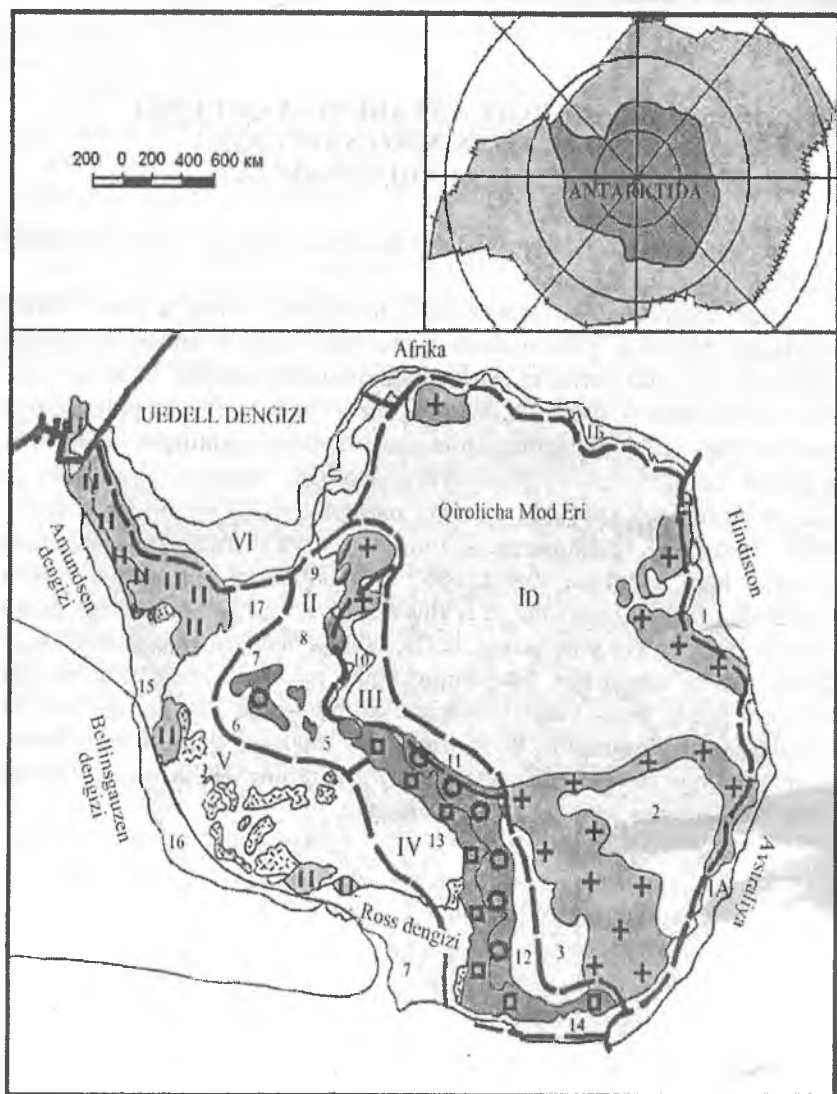 200 0 200 400 600 км
ANTARKTIDA
Afrika
UEDELL DENGIZI
Qirolicha Mod Eri
Hindiston
Amundsen dengizi
VI
9
II
ID
17
8
1
7
10
III
15
6
5
11
2
Bellinsgauzen dengizi
V
16
IV
13
1A
Avstraliya
Ross dengizi
12
3
7
14